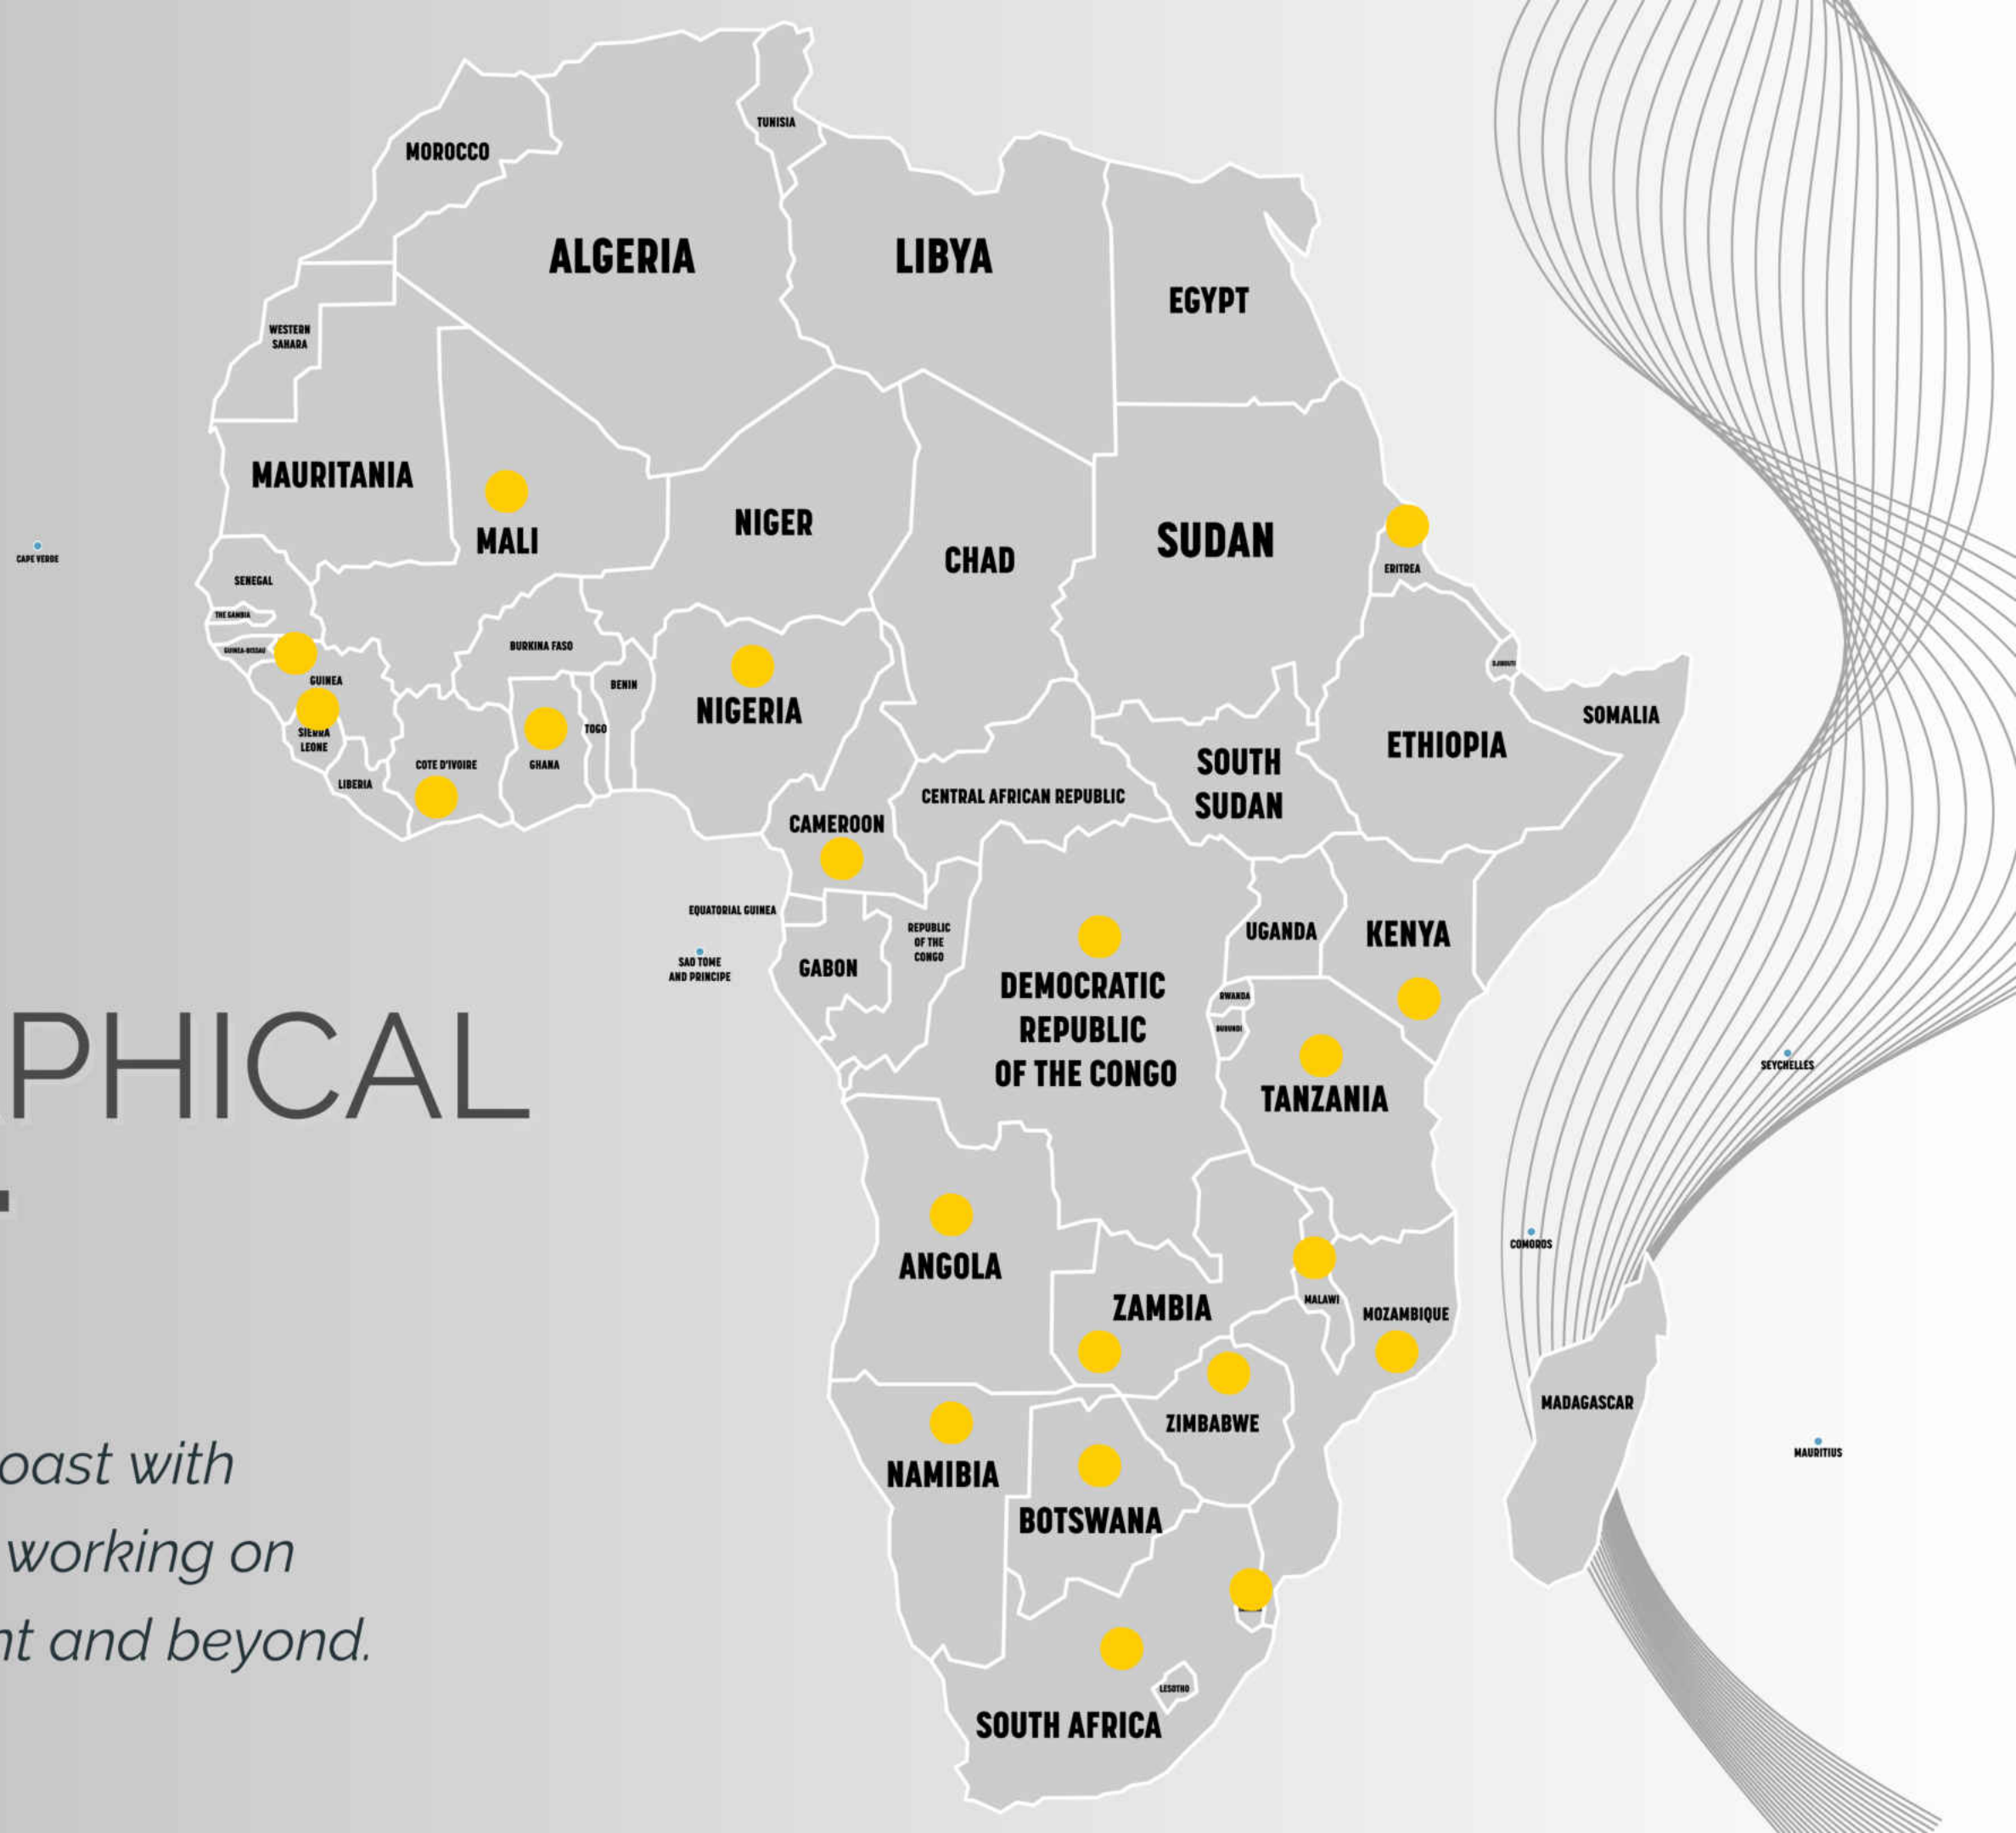 TUNISIA
MOROCCO
ALGERIA
LIBYA
EGYPT
WESTERN
SAHARA
MAURITANIA
MALI
NIGER
CHAD
SUDAN
ERITREA
CAPE VERDE
SENEGAL
THE GAMBIA
GUINEA-BISSAU
GUINEA
BURKINA FASO
BENIN
NIGERIA
DJIBOUTI
SOMALIA
SIERRA
LEONE
TOGO
COTE D'IVOIRE
GHANA
LIBERIA
ETHIOPIA
SOUTH
SUDAN
CENTRAL AFRICAN REPUBLIC
CAMEROON
EQUATORIAL GUINEA
REPUBLIC
OF THE
CONGO
UGANDA
KENYA
SAO TOME
AND PRINCIPE
GABON
DEMOCRATIC
REPUBLIC
OF THE CONGO
RWANDA
BURUNDI
TANZANIA
SEYCHELLES
PHICAL
COMOROS
ANGOLA
ZAMBIA
MALAWI
MOZAMBIQUE
MADAGASCAR
ZIMBABWE
MAURITIUS
NAMIBIA
BOTSWANA
oast with
working on
nt and beyond.
LESOTHO
SOUTH AFRICA